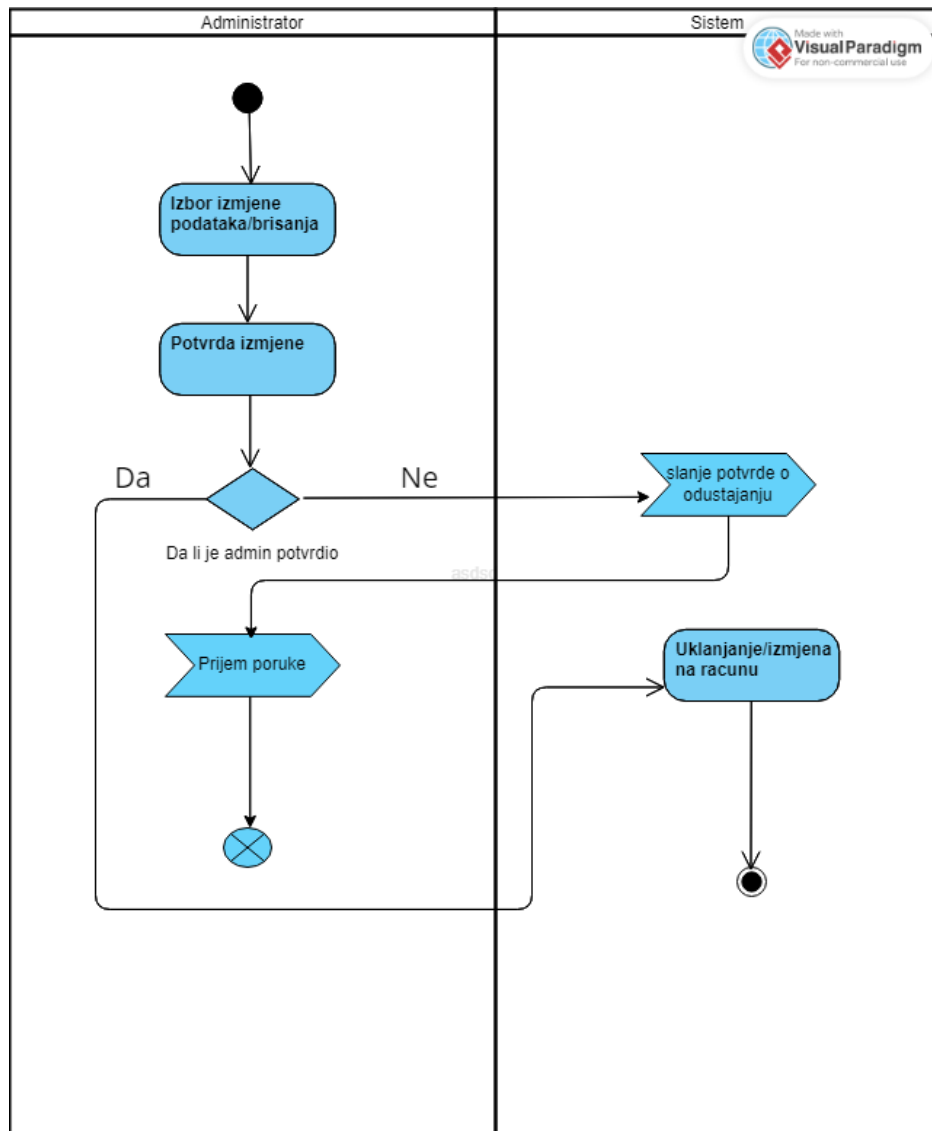 Administrator
Sistem
Made with
Visual Paradigm
For non-commercial use
Izbor izmjene
podataka/brisanja
Potvrda izmjene
Da
Ne
slanje potvrde o
odustajanju
Da li je admin potvrdio
Prijem poruke
Uklanjanje/izmjena
na racunu